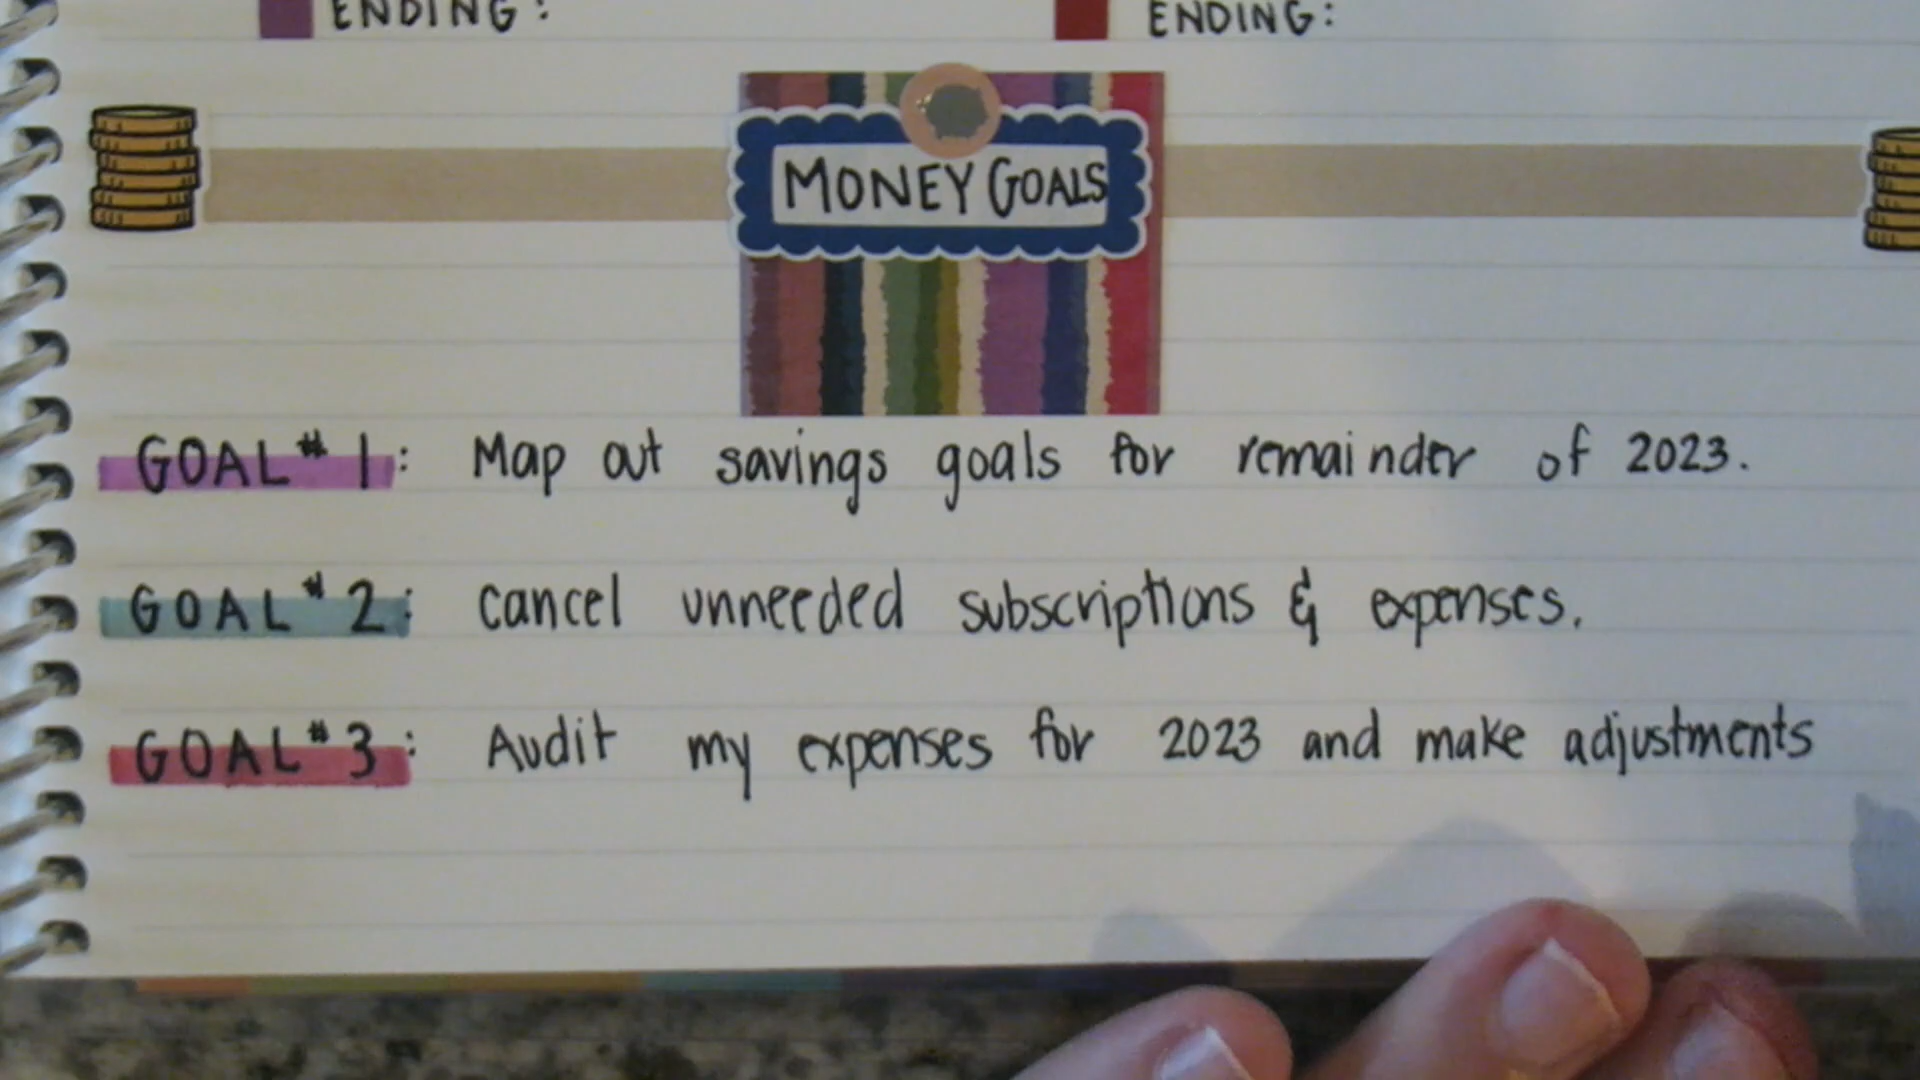 ENDING: ENDING:
MONEY GOALS
GOAL #1: Map out savings goals for remainder of 2023.
GOAL #2: cancel unneeded subscriptions & expenses.
GOAL #3: Audit my expenses for 2023 and make adjustments